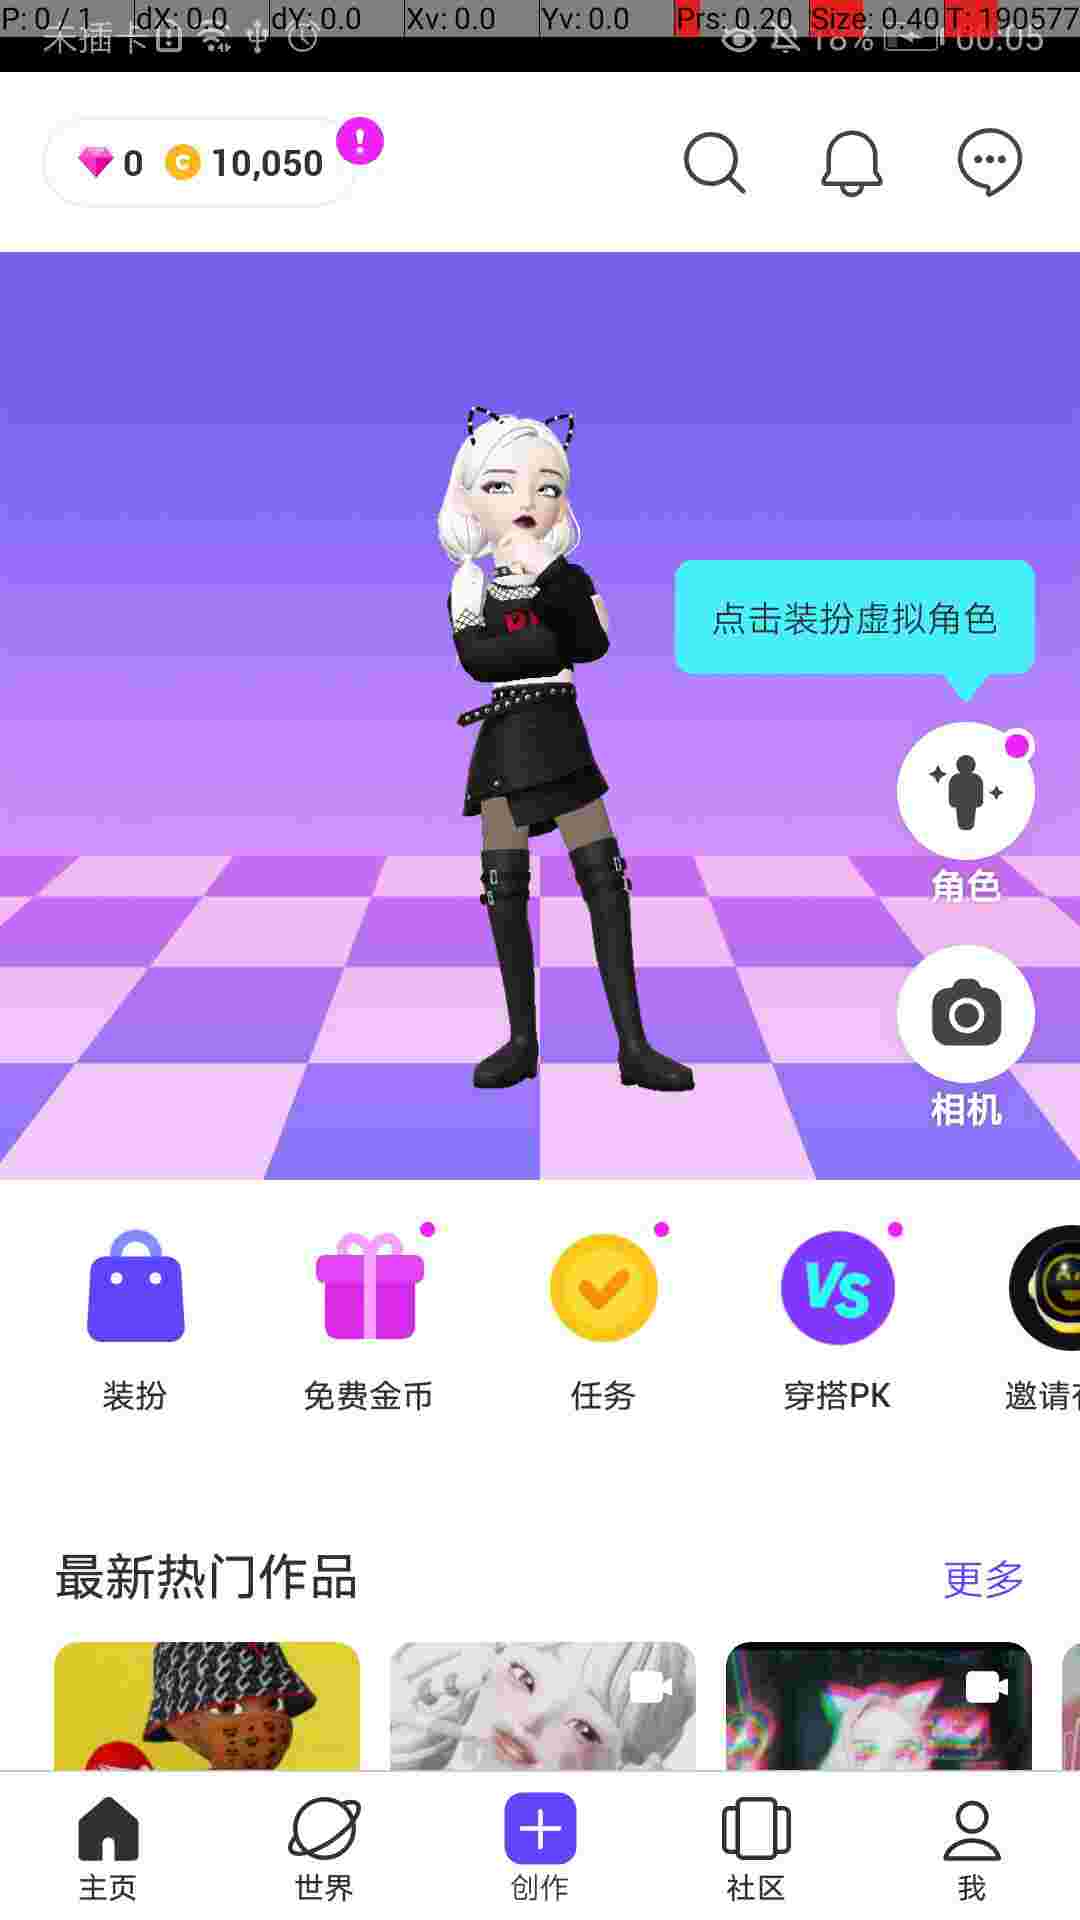 P: 0 / 1 dX: 0.0 dY: 0.0 Xv: 0.0 Yv: 0.0 Prs: 0.20 Size: 0.40 T: 190577
未插卡 18% 00:05
0 C 10,050 !
点击装扮虚拟角色
角色
相机
VS
装扮 免费金币 任务 穿搭PK 邀请
最新热门作品 更多
主页 世界 创作 社区 我